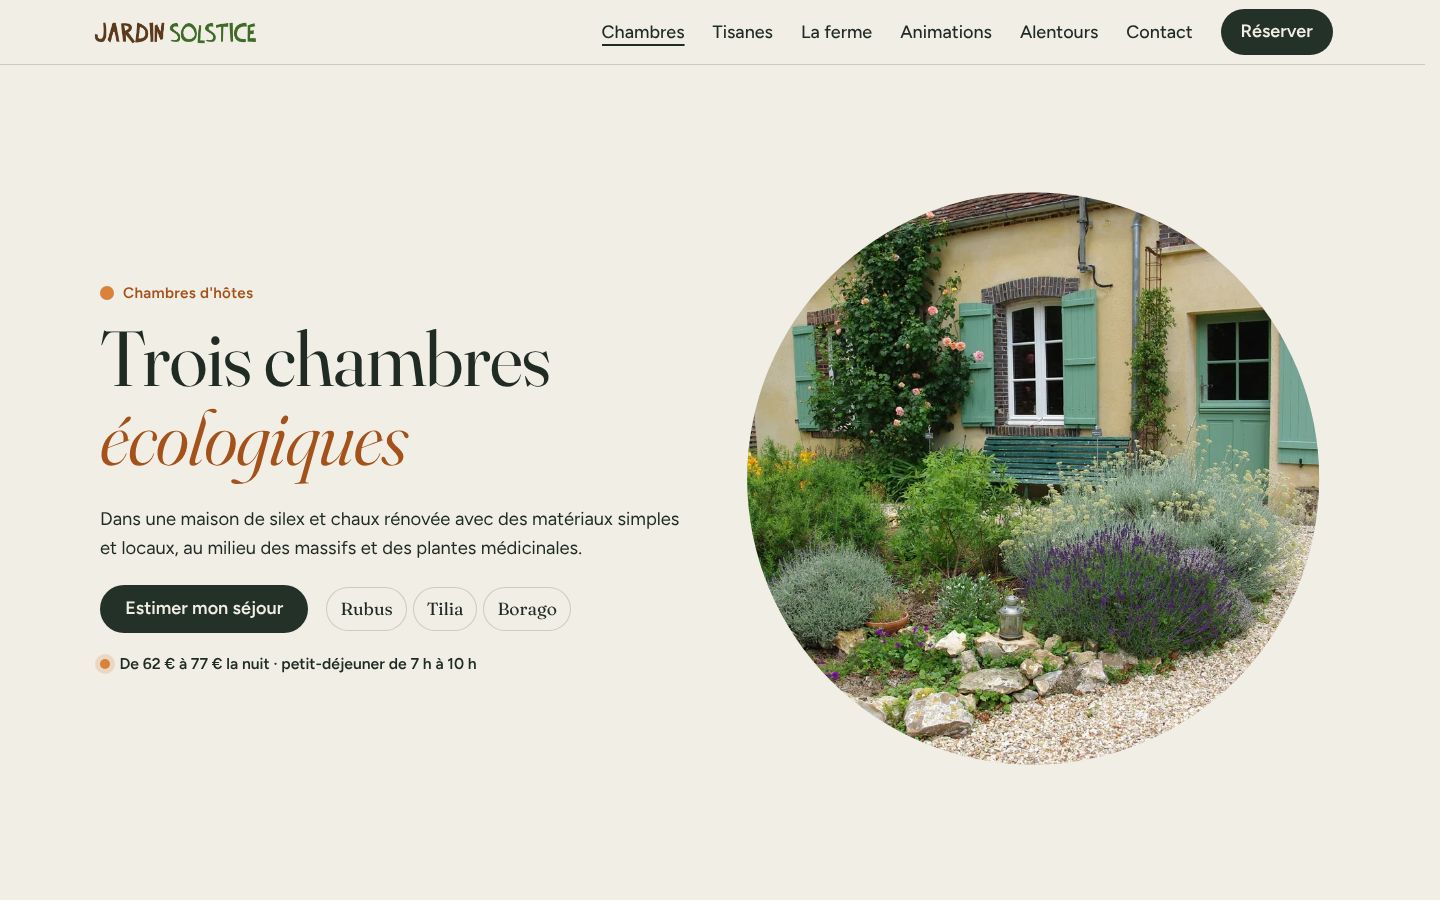 JARDIN SOLSTICE
Chambres
Tisanes
La ferme
Animations
Alentours
Contact
Réserver
Chambres d'hôtes
Trois chambres
écologiques
Dans une maison de silex et chaux rénovée avec des matériaux simples
et locaux, au milieu des massifs et des plantes médicinales.
Estimer mon séjour
Rubus
Tilia
Borago
De 62 € à 77 € la nuit · petit-déjeuner de 7 h à 10 h